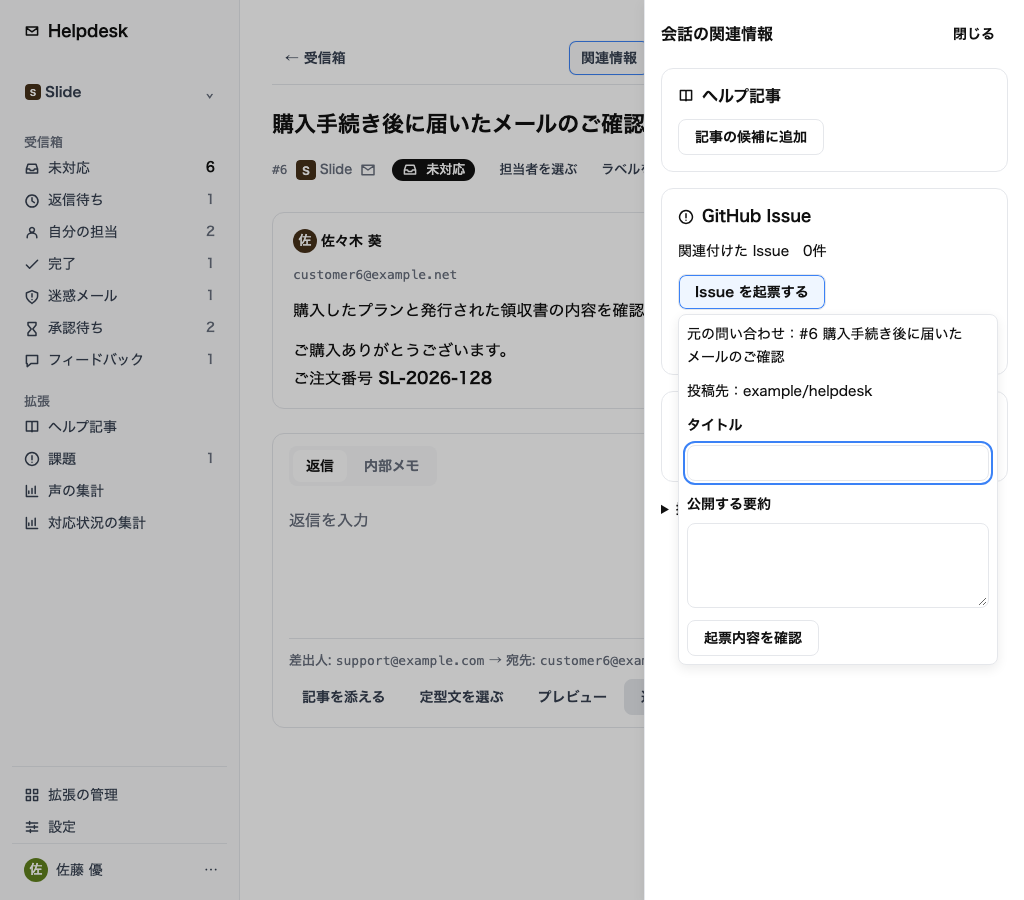 Helpdesk
S Slide
受信箱
未対応 6
返信待ち 1
自分の担当 2
完了 1
迷惑メール 1
承認待ち 2
フィードバック 1
拡張
ヘルプ記事
課題 1
声の集計
対応状況の集計
拡張の管理
設定
佐 佐藤 優 ···
← 受信箱
関連情報
購入手続き後に届いたメールのご確認
#6 S Slide 未対応 担当者を選ぶ ラベル
佐 佐々木 葵
customer6@example.net
購入したプランと発行された領収書の内容を確認
ご購入ありがとうございます。
ご注文番号 SL-2026-128
返信 内部メモ
返信を入力
差出人: support@example.com → 宛先: customer6@exa
記事を添える 定型文を選ぶ プレビュー
会話の関連情報 閉じる
ヘルプ記事
記事の候補に追加
GitHub Issue
関連付けた Issue 0件
Issue を起票する
元の問い合わせ：#6 購入手続き後に届いた
メールのご確認
投稿先：example/helpdesk
タイトル
公開する要約
起票内容を確認